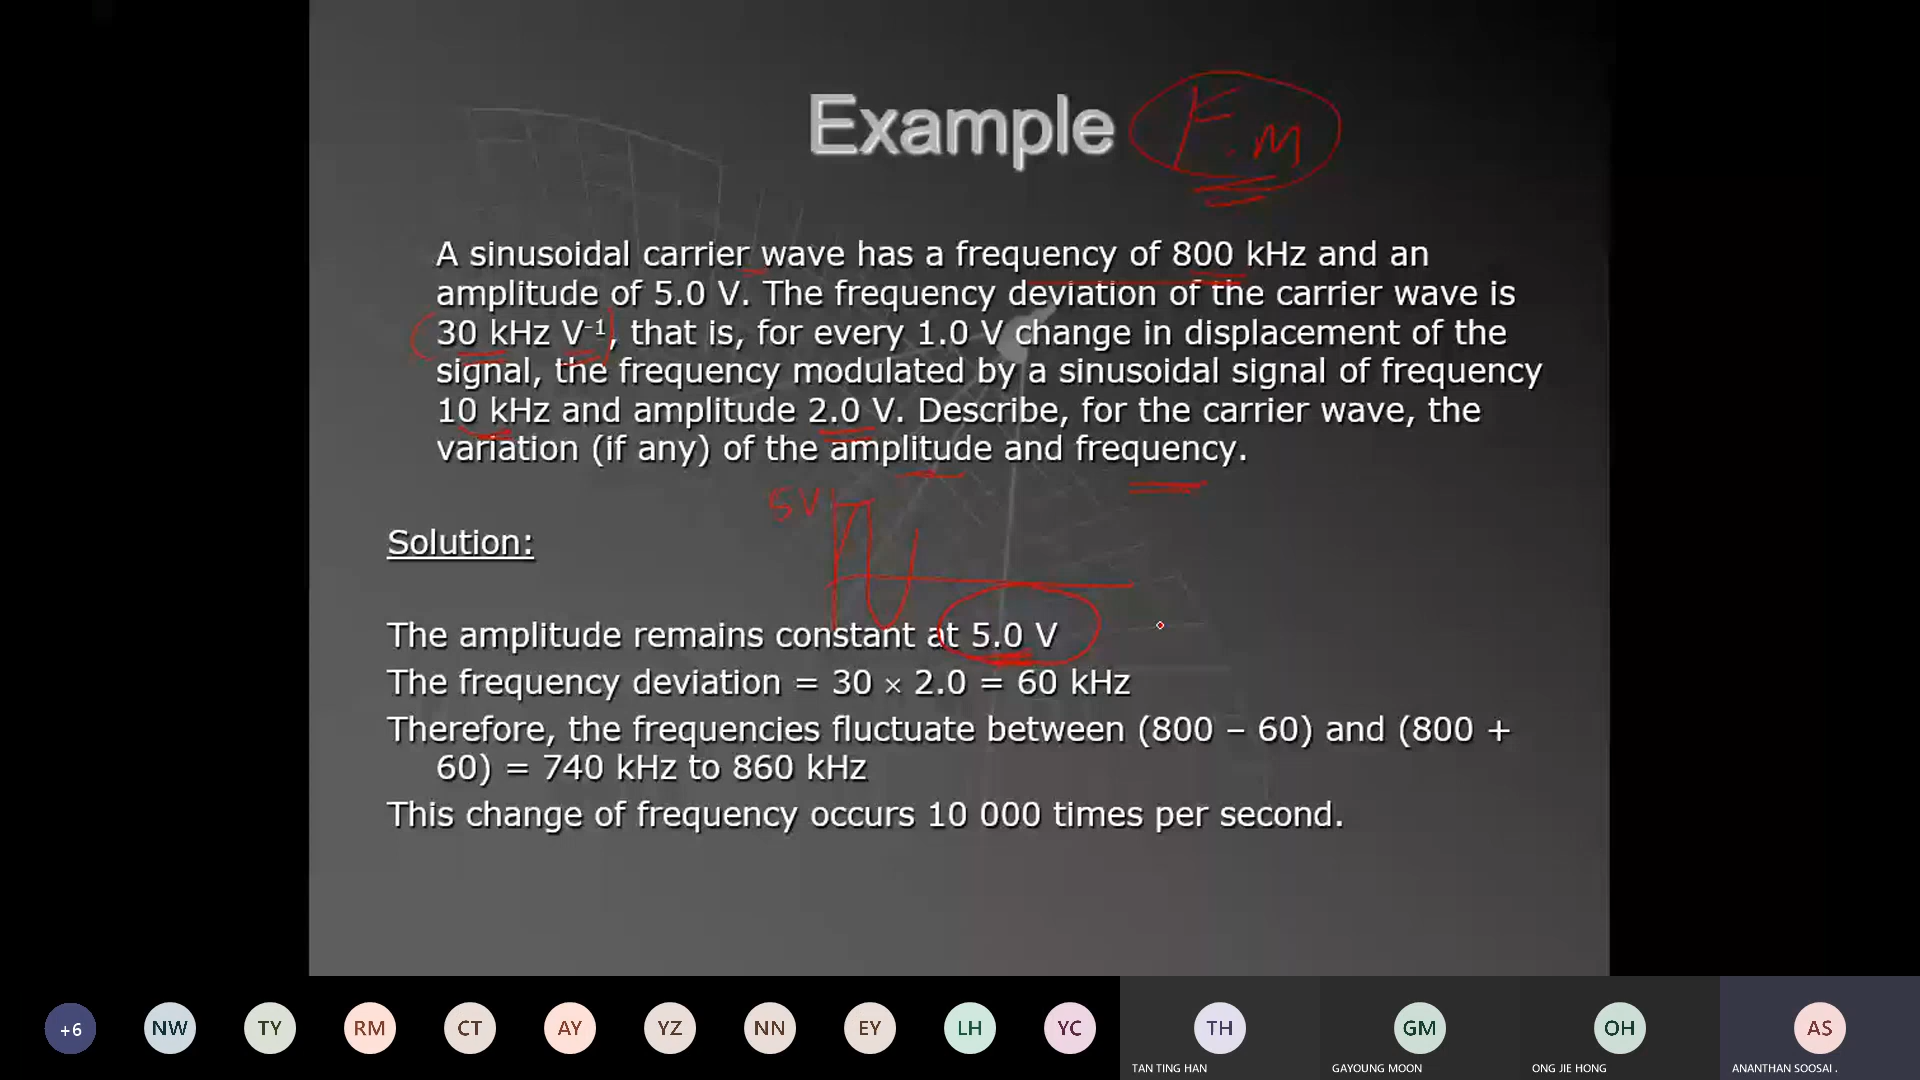 Example F.M
A sinusoidal carrier wave has a frequency of 800 kHz and an
amplitude of 5.0 V. The frequency deviation of the carrier wave is
30 kHz V⁻¹, that is, for every 1.0 V change in displacement of the
signal, the frequency modulated by a sinusoidal signal of frequency
10 kHz and amplitude 2.0 V. Describe, for the carrier wave, the
variation (if any) of the amplitude and frequency.
5V
Solution:
The amplitude remains constant at 5.0 V
The frequency deviation = 30 × 2.0 = 60 kHz
Therefore, the frequencies fluctuate between (800 – 60) and (800 +
60) = 740 kHz to 860 kHz
This change of frequency occurs 10 000 times per second.
+6 NW TY RM CT AY YZ NN EY LH YC TH GM OH AS
TAN TING HAN GAYOUNG MOON ONG JIE HONG ANANTHAN SOOSAI .